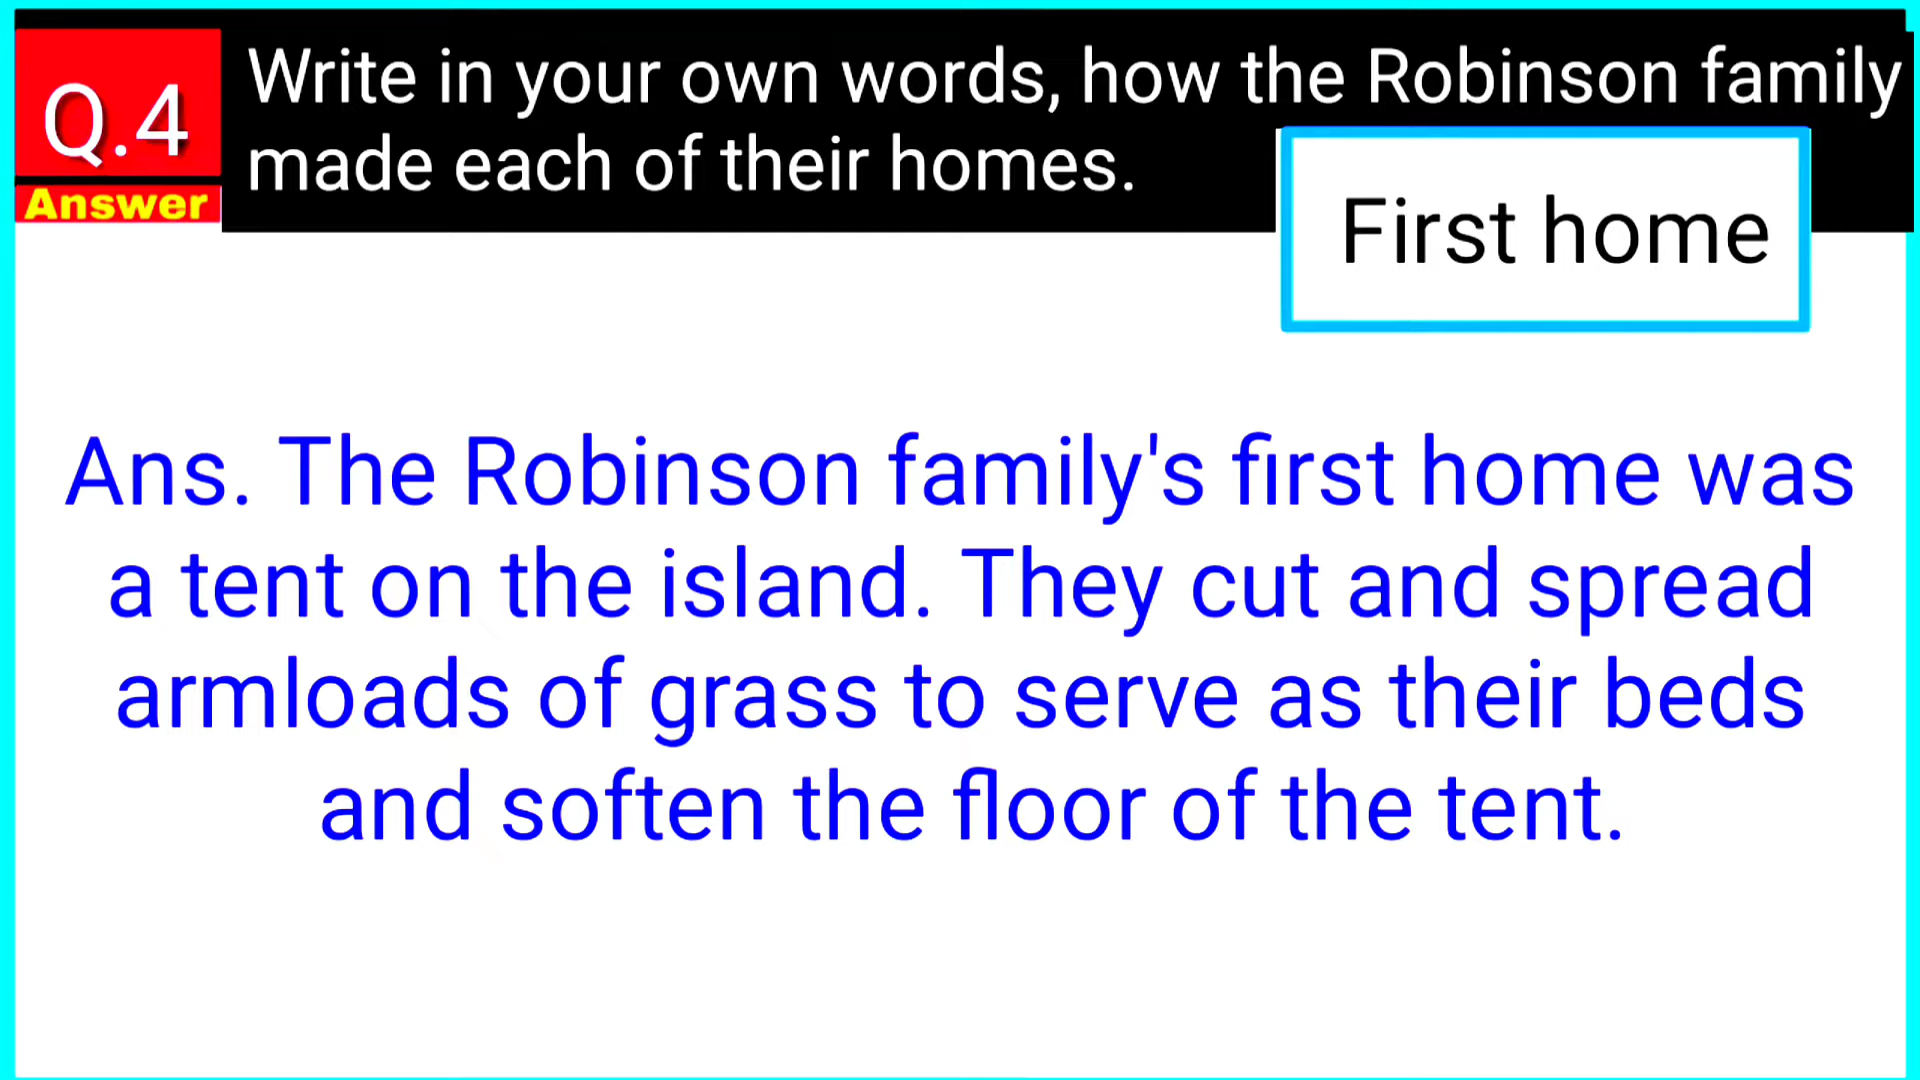 Q.4
Answer
Write in your own words, how the Robinson family
made each of their homes.
First home
Ans. The Robinson family's first home was
a tent on the island. They cut and spread
armloads of grass to serve as their beds
and soften the floor of the tent.